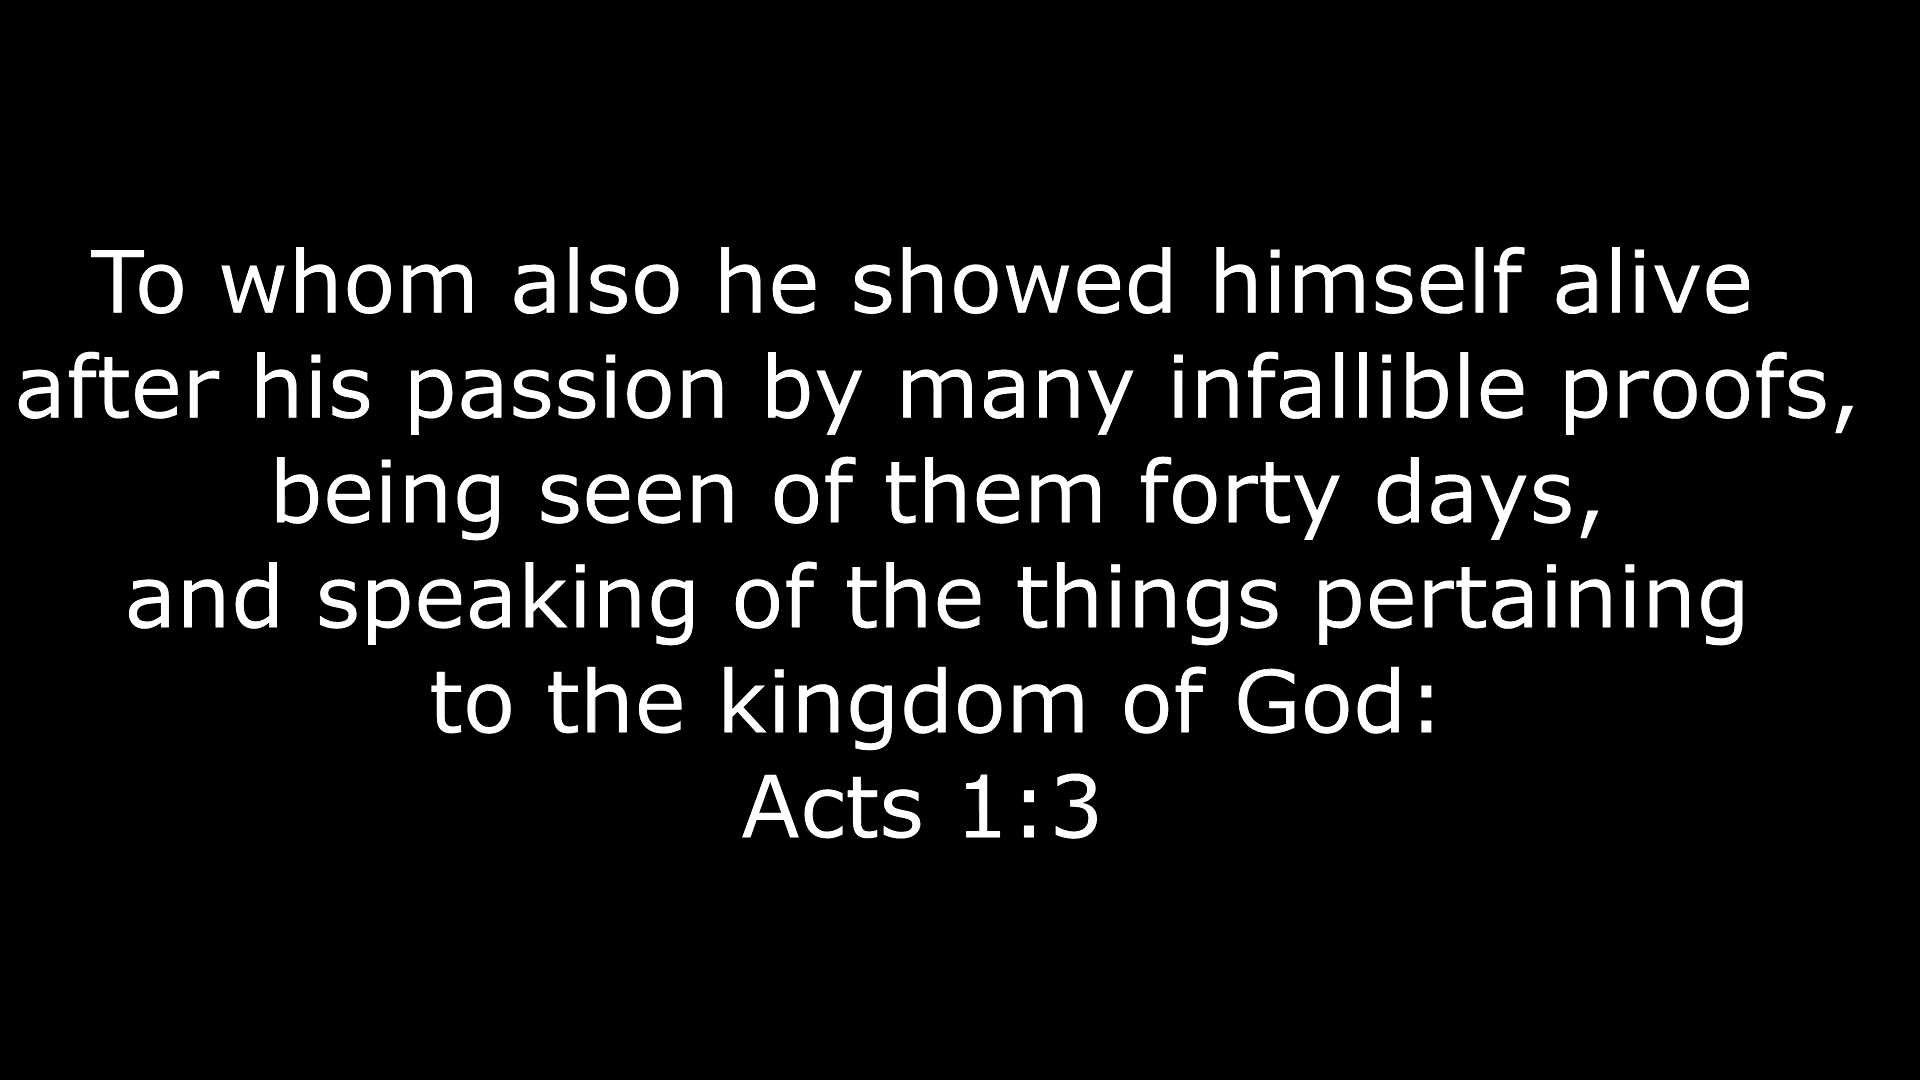 To whom also he showed himself alive
after his passion by many infallible proofs,
being seen of them forty days,
and speaking of the things pertaining
to the kingdom of God:
Acts 1:3